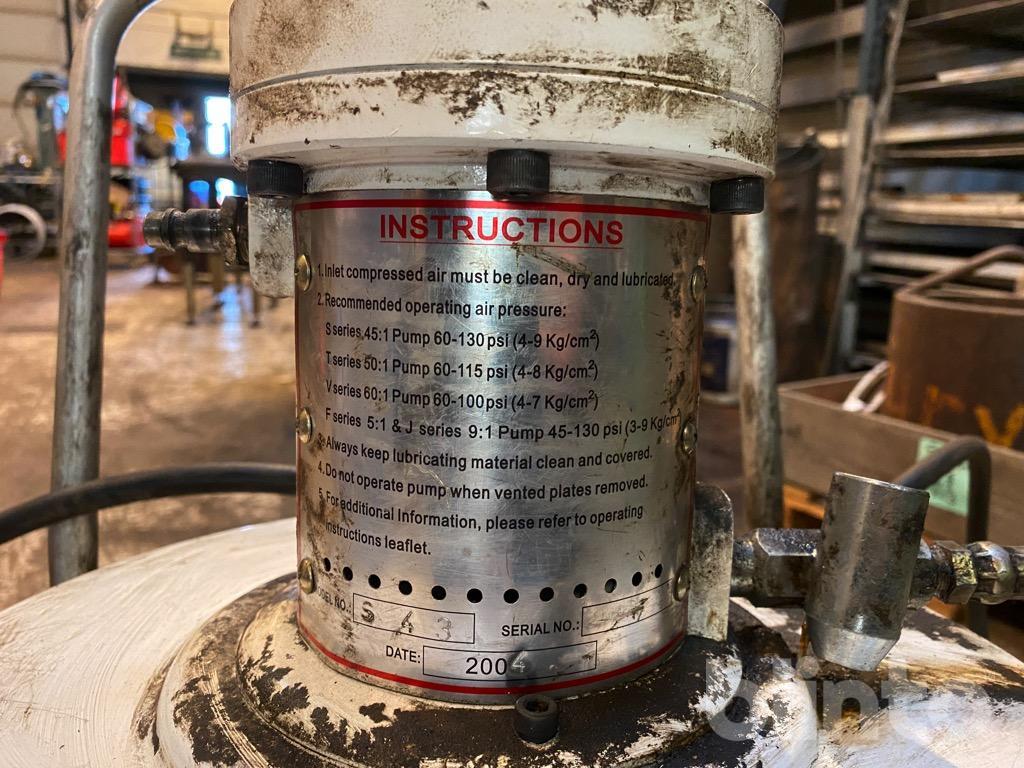 INSTRUCTIONS
1. Inlet compressed air must be clean, dry and lubricated.
2. Recommended operating air pressure:
S series 45:1 Pump 60-130 psi (4-9 Kg/cm²)
T series 50:1 Pump 60-115 psi (4-8 Kg/cm²)
V series 60:1 Pump 60-100 psi (4-7 Kg/cm²)
F series 5:1 & J series 9:1 Pump 45-130 psi (3-9 Kg/cm²)
3. Always keep lubricating material clean and covered.
4. Do not operate pump when vented plates removed.
5. For additional Information, please refer to operating
instructions leaflet.
MODEL NO.: S 4 3 SERIAL NO.:
DATE: 2004